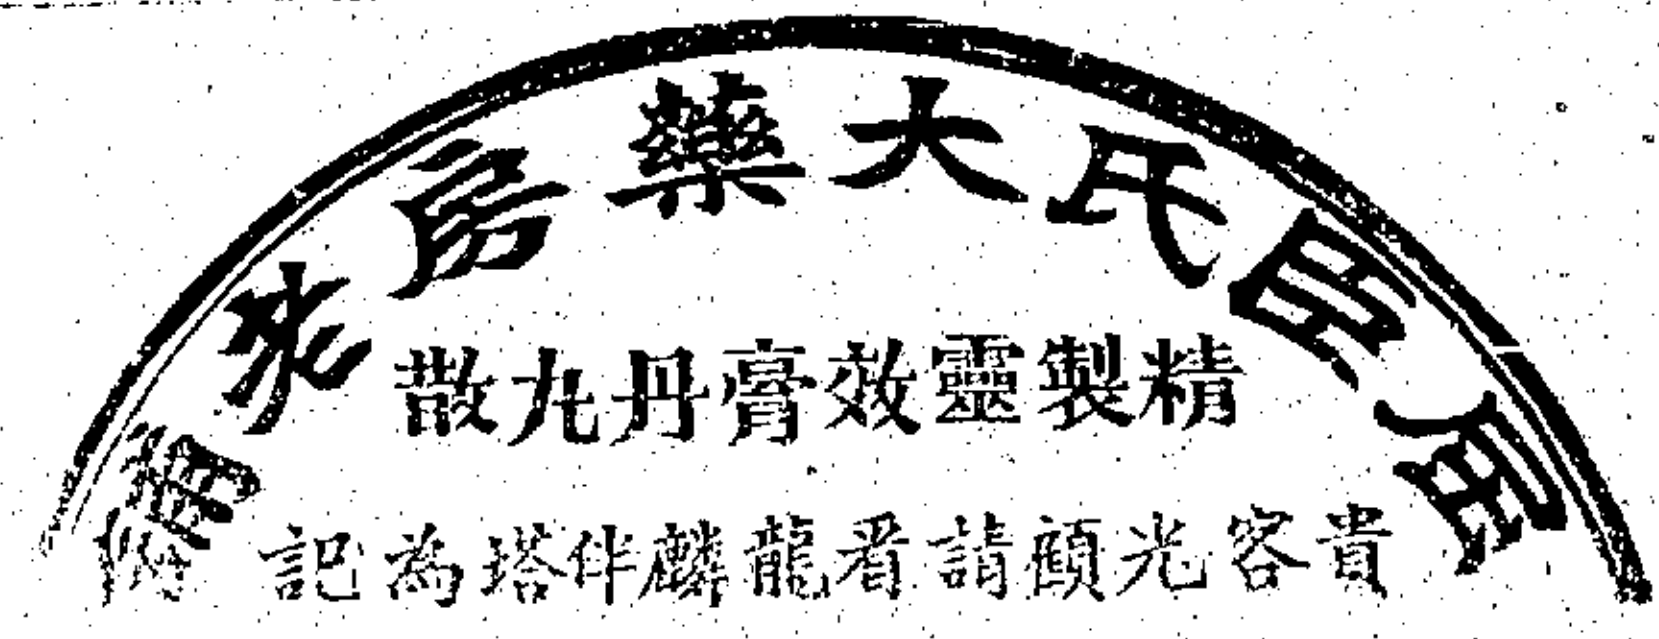 屈臣氏大藥房
精製靈效膏丹丸散
貴客光顧請看龍麟伴塔為記